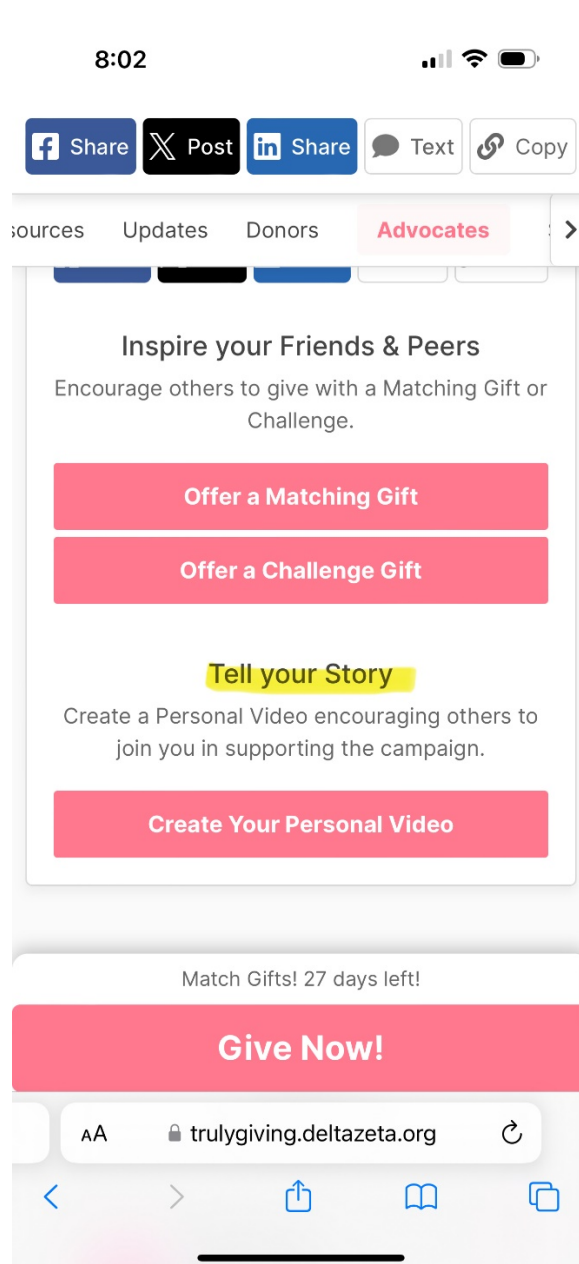 8:02
Share Post Share Text Copy
Updates Donors Advocates
Inspire your Friends & Peers
Encourage others to give with a Matching Gift or
Challenge.
Offer a Matching Gift
Offer a Challenge Gift
Tell your Story
Create a Personal Video encouraging others to
join you in supporting the campaign.
Create Your Personal Video
Match Gifts! 27 days left!
Give Now!
AA trulygiving.deltazeta.org